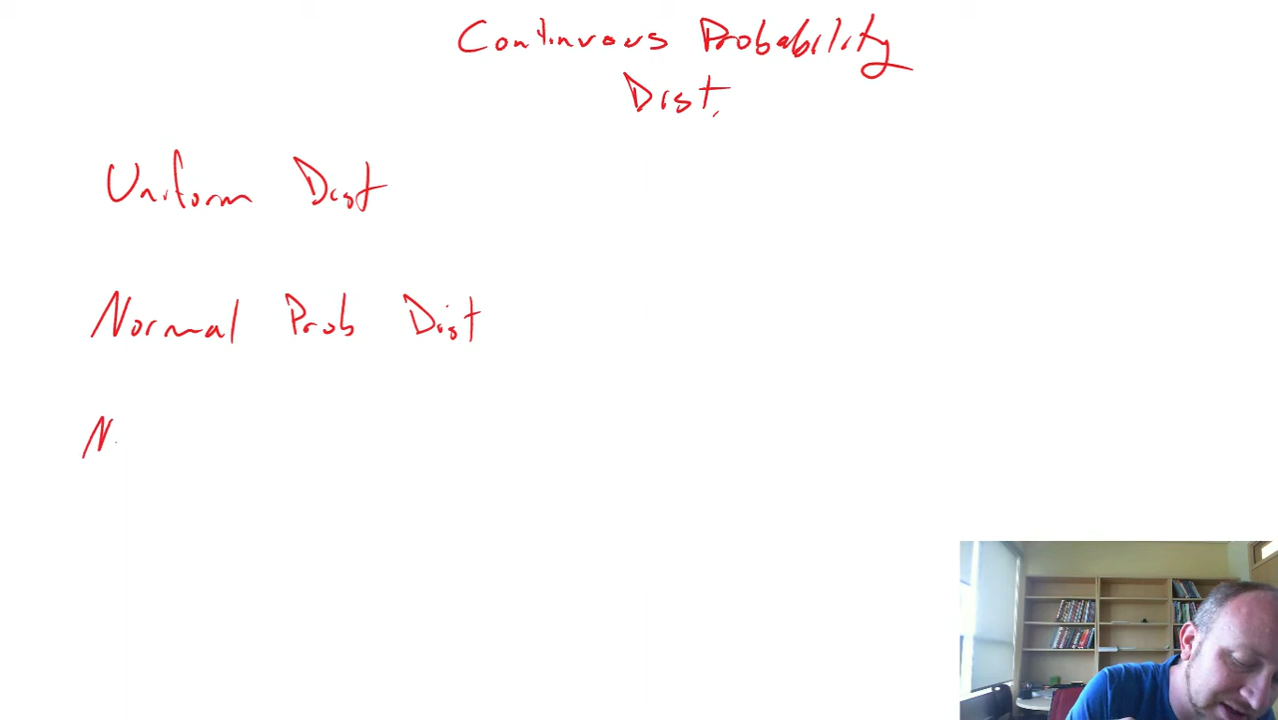 Continuous Probability
Dist.
Uniform Dist
Normal Prob Dist
N